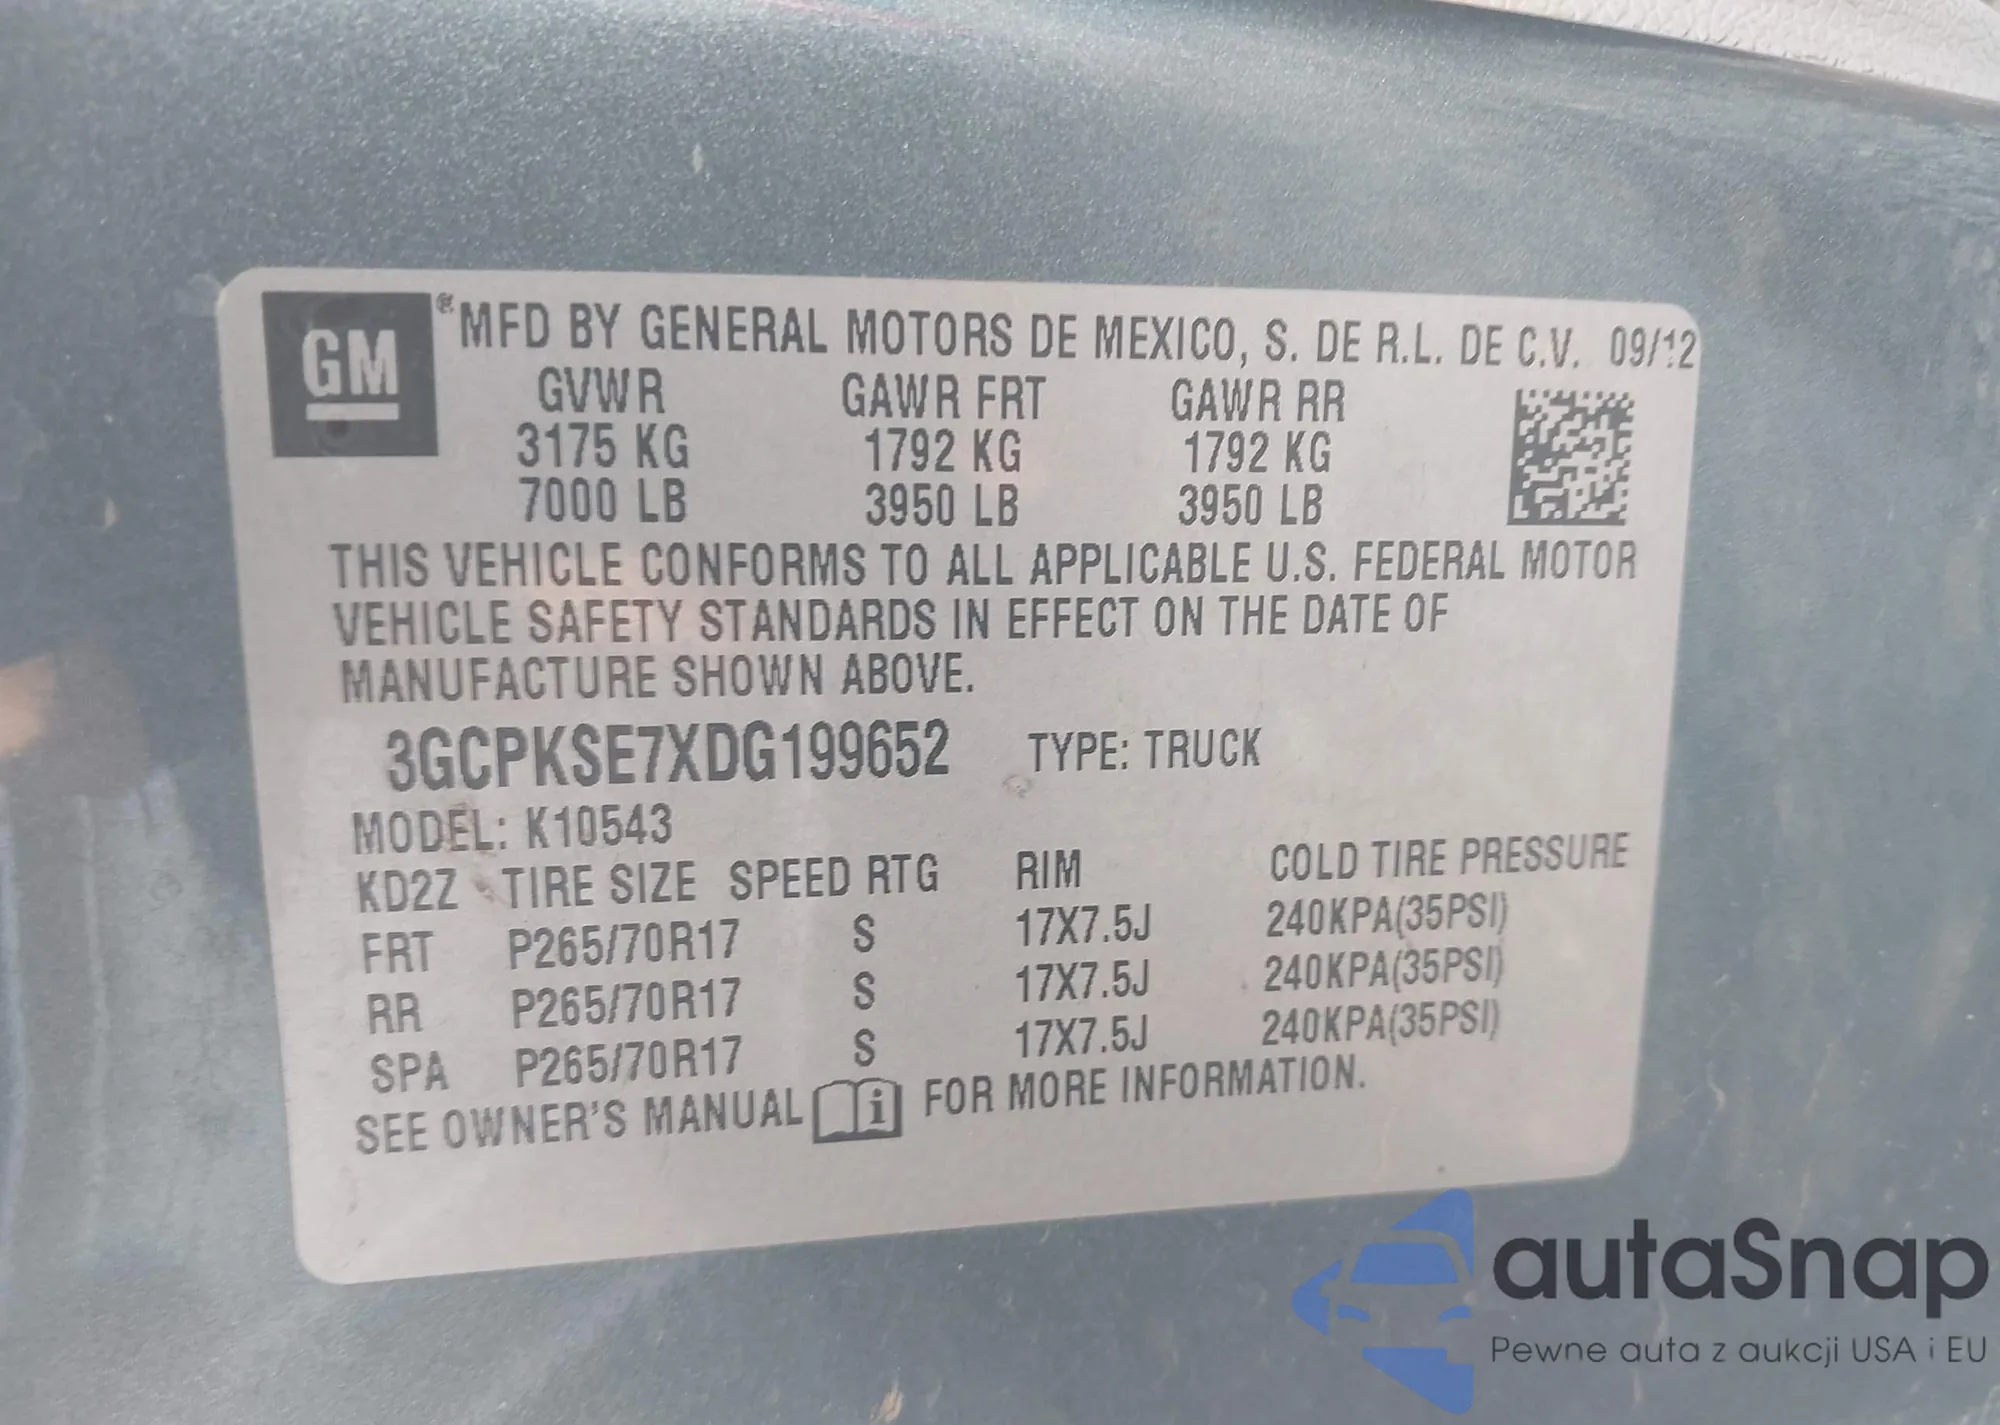 GM
® MFD BY GENERAL MOTORS DE MEXICO, S. DE R.L. DE C.V. 09/12
GVWR GAWR FRT GAWR RR
3175 KG 1792 KG 1792 KG
7000 LB 3950 LB 3950 LB
THIS VEHICLE CONFORMS TO ALL APPLICABLE U.S. FEDERAL MOTOR
VEHICLE SAFETY STANDARDS IN EFFECT ON THE DATE OF
MANUFACTURE SHOWN ABOVE.
3GCPKSE7XDG199652 TYPE: TRUCK
MODEL: K10543
KD2Z TIRE SIZE SPEED RTG RIM COLD TIRE PRESSURE
FRT P265/70R17 S 17X7.5J 240KPA(35PSI)
RR P265/70R17 S 17X7.5J 240KPA(35PSI)
SPA P265/70R17 S 17X7.5J 240KPA(35PSI)
SEE OWNER'S MANUAL i FOR MORE INFORMATION.
autaSnap
Pewne auta z aukcji USA i EU